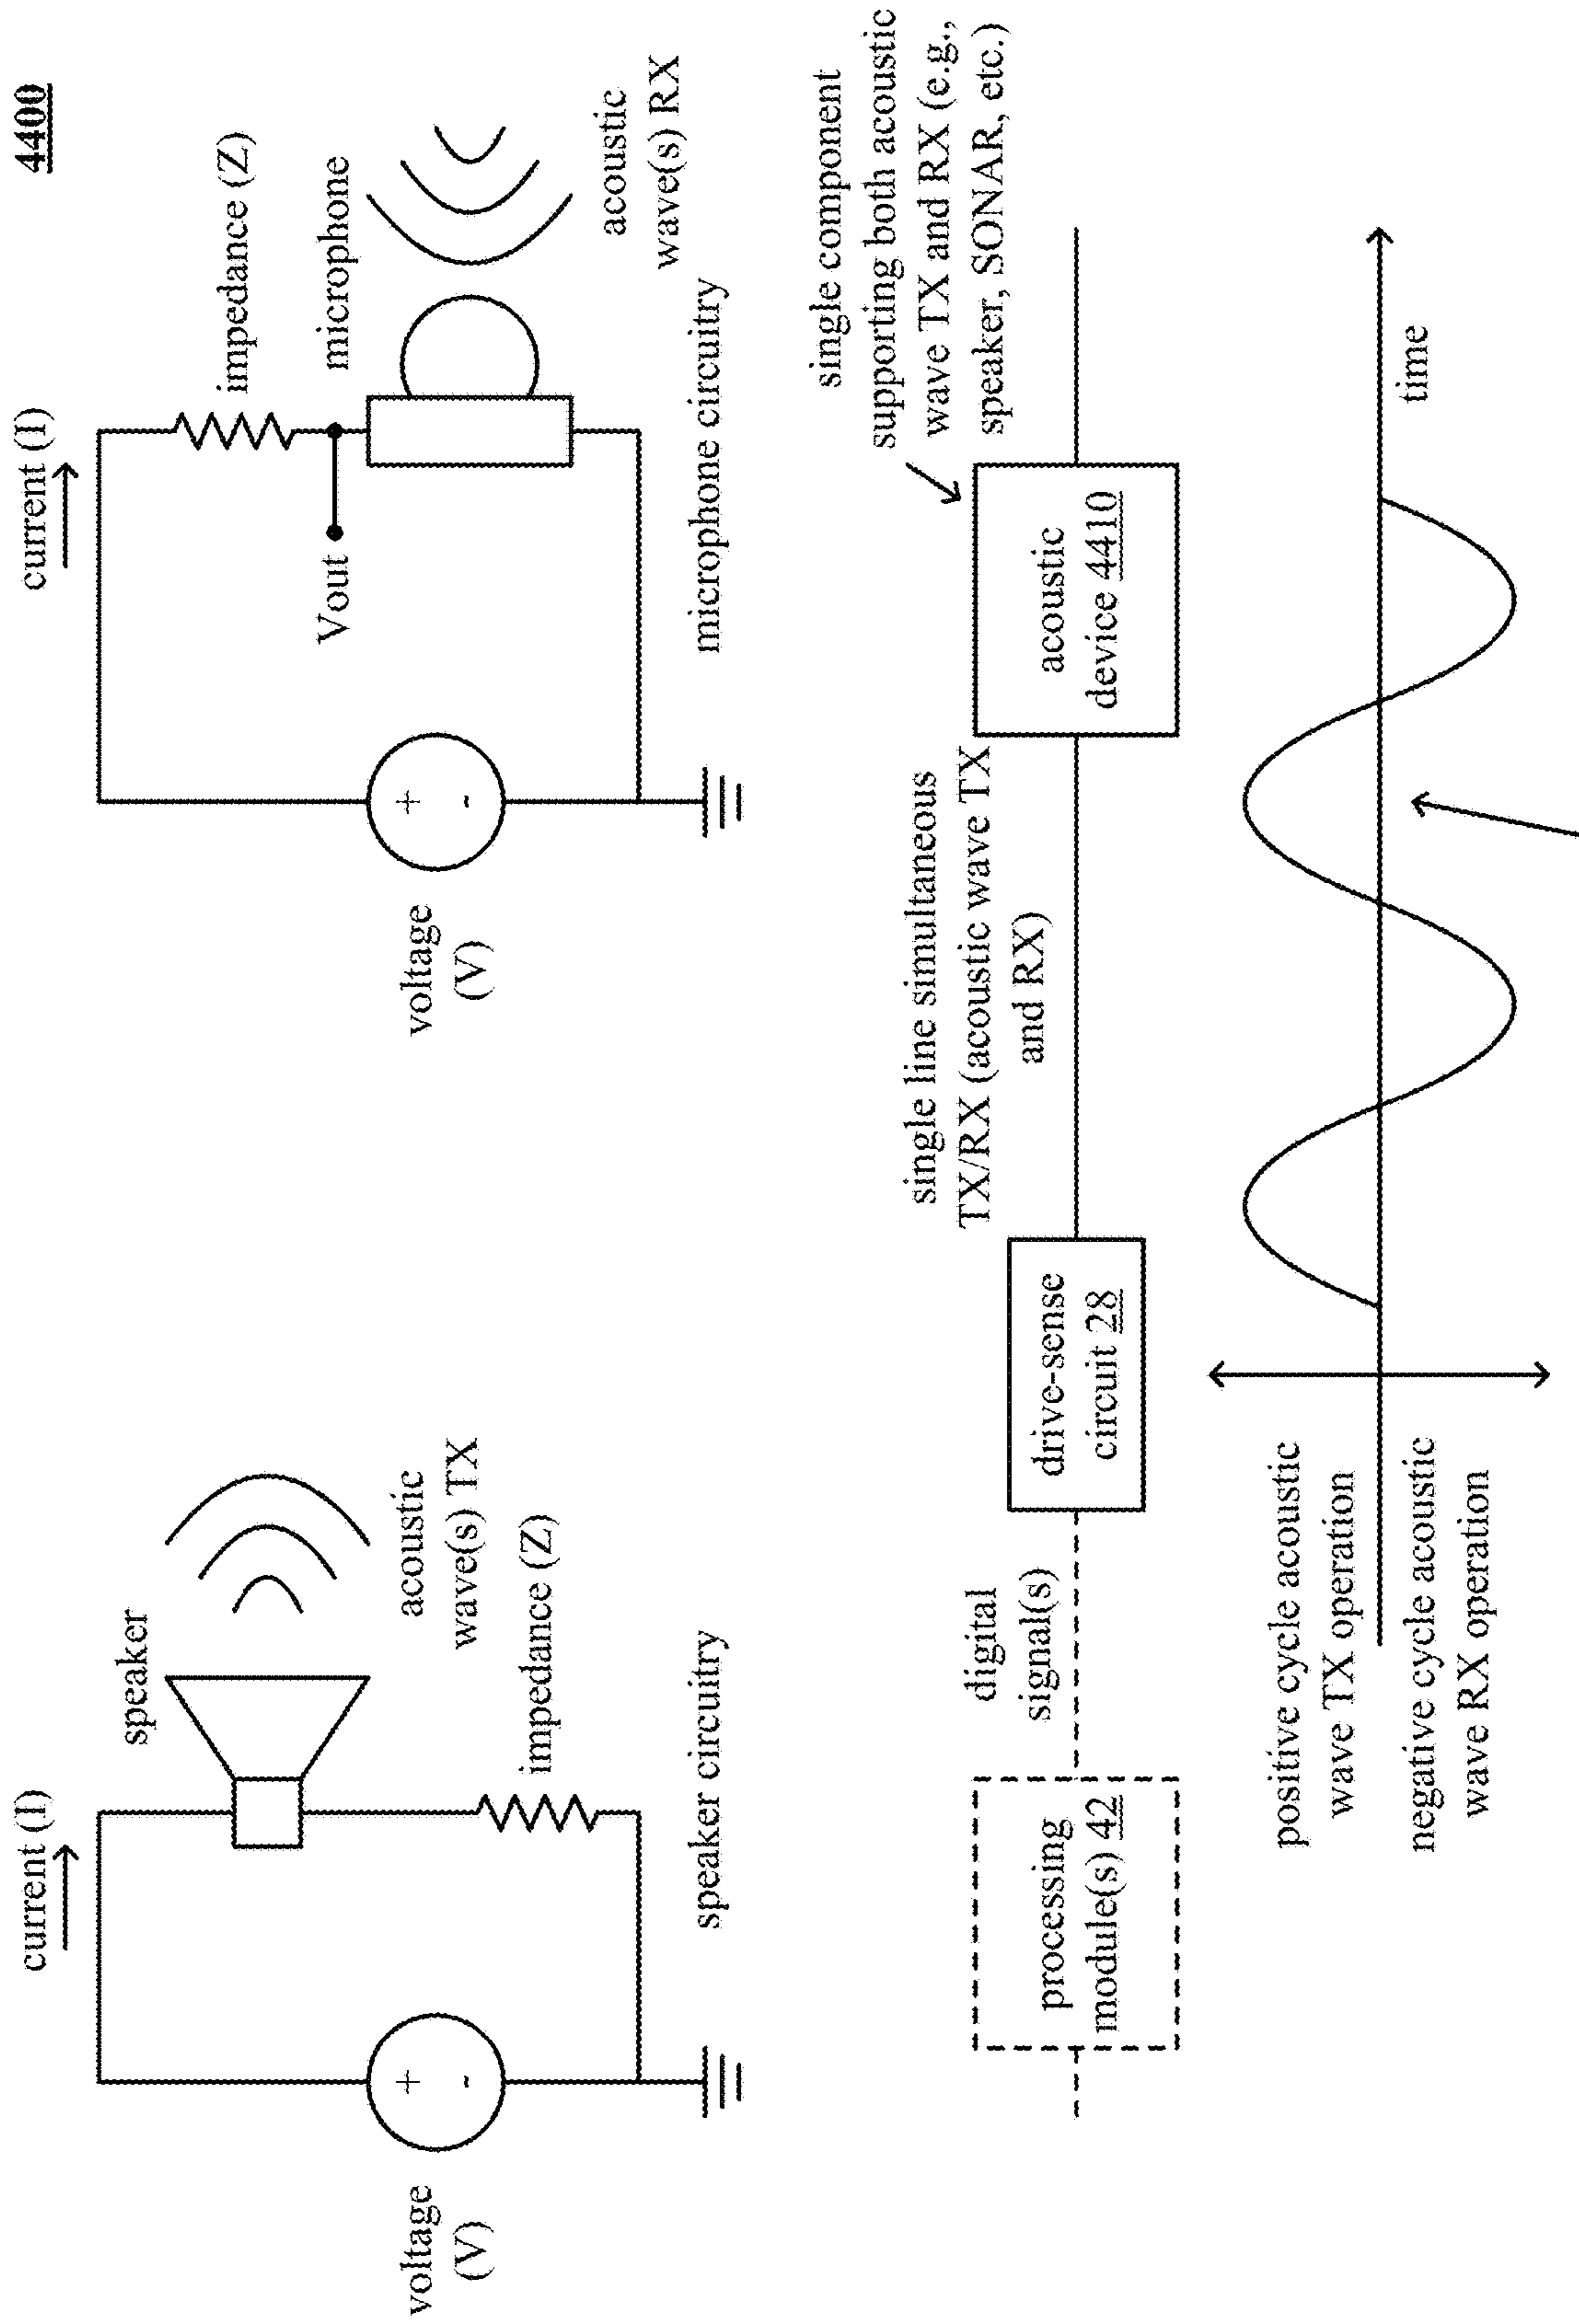 4400
current (I)
speaker
acoustic
wave(s) TX
impedance (Z)
voltage
(V)
+
-
speaker circuitry
current (I)
impedance (Z)
microphone
Vout
acoustic
wave(s) RX
voltage
(V)
+
-
microphone circuitry
processing
module(s) 42
digital
signal(s)
drive-sense
circuit 28
single line simultaneous
TX/RX (acoustic wave TX
and RX)
acoustic
device 4410
single component
supporting both acoustic
wave TX and RX (e.g.,
speaker, SONAR, etc.)
positive cycle acoustic
wave TX operation
negative cycle acoustic
wave RX operation
time